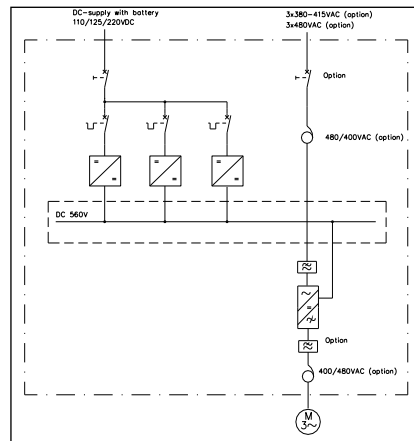 DC-supply with battery
110/125/220VDC
3x380-415VAC (option)
3x480VAC (option)
Option
480/400VAC (option)
DC 560V
Option
400/480VAC (option)
M
3~